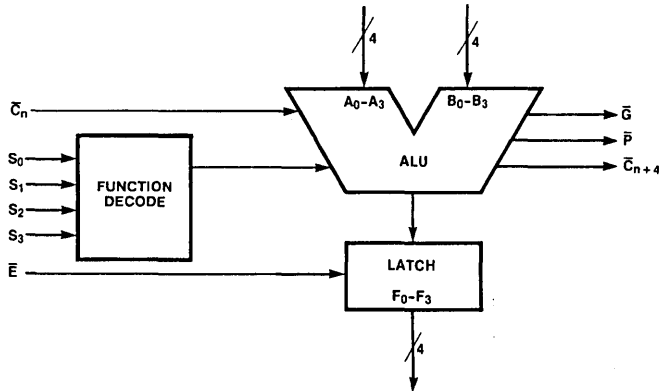 4
4
A₀–A₃
B₀–B₃
C̅ₙ
G̅
P̅
C̅ₙ₊₄
ALU
S₀
S₁
S₂
S₃
FUNCTION
DECODE
E̅
LATCH
F₀–F₃
4